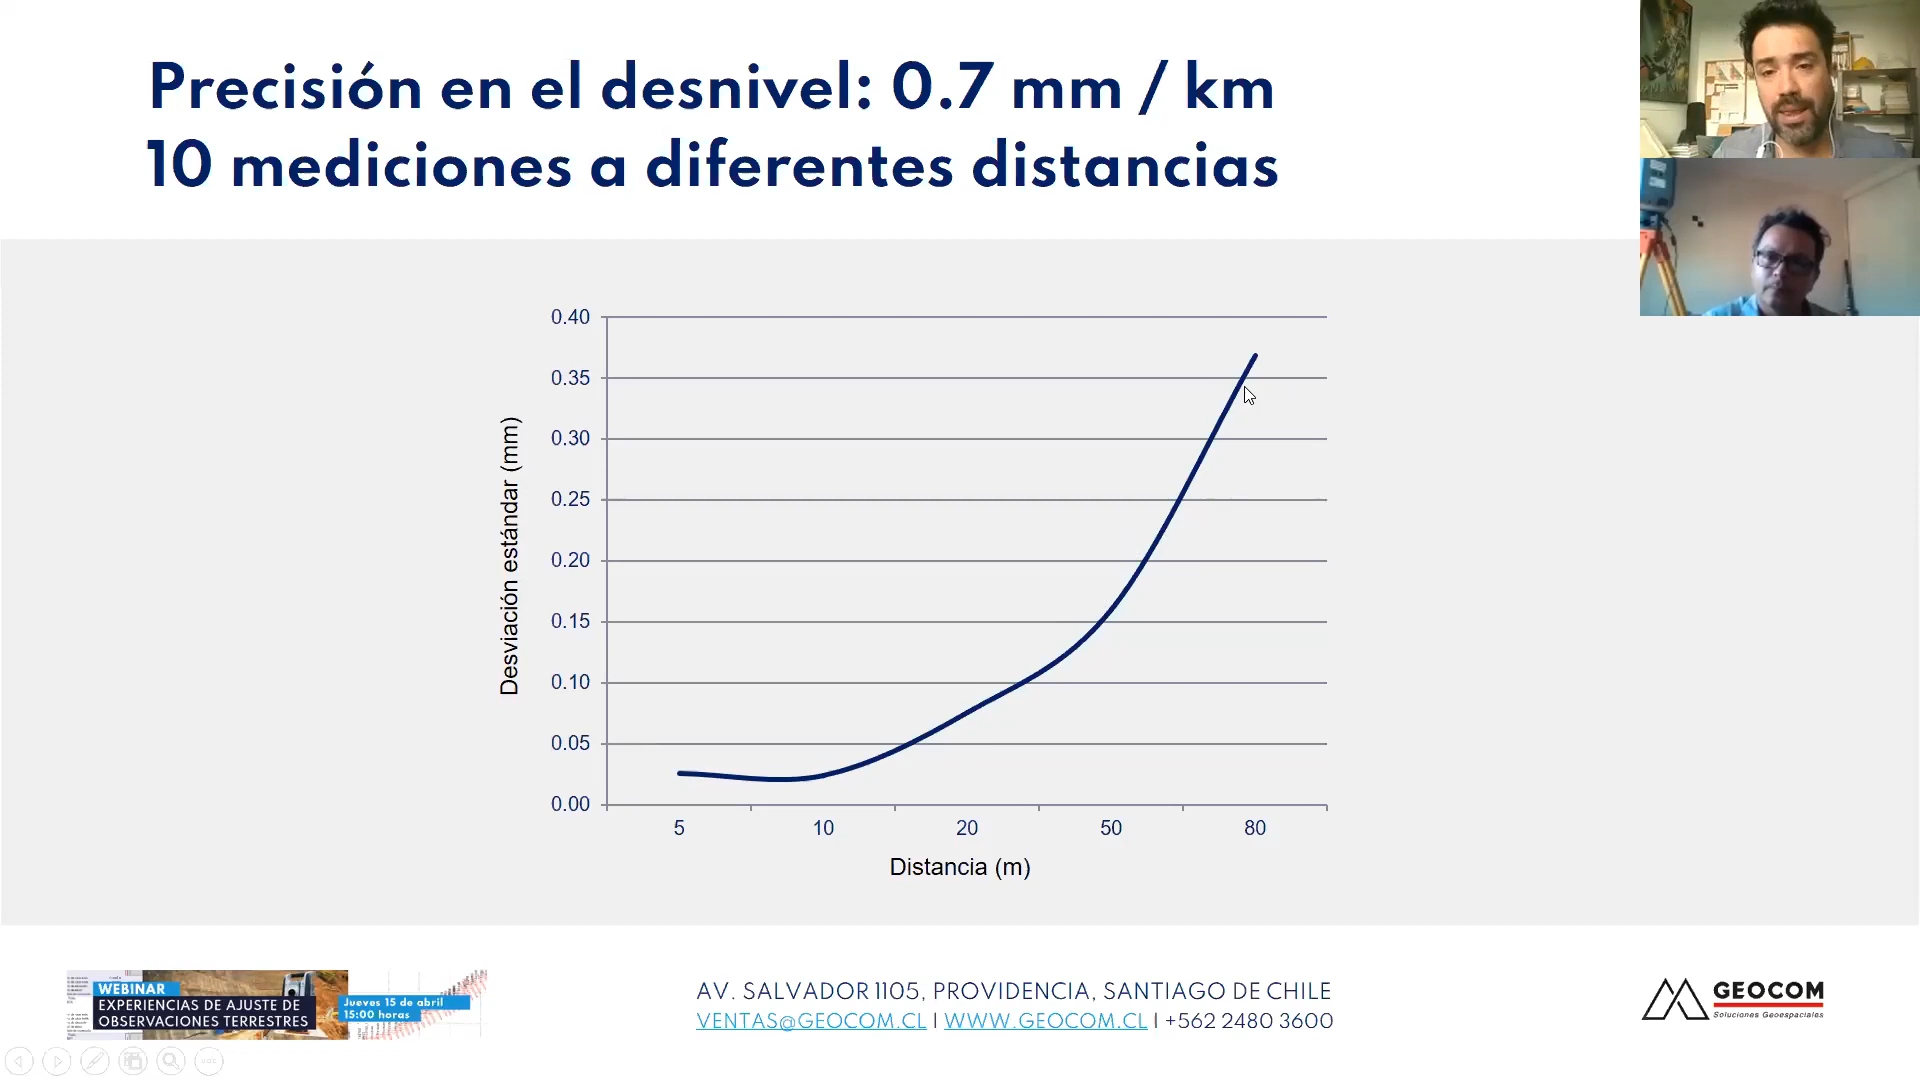 Precisión en el desnivel: 0.7 mm / km
10 mediciones a diferentes distancias
0.40
0.35
0.30
0.25
0.20
0.15
0.10
0.05
0.00
Desviación estándar (mm)
5 10 20 50 80
Distancia (m)
WEBINAR
EXPERIENCIAS DE AJUSTE DE
OBSERVACIONES TERRESTRES
Jueves 15 de abril
15:00 horas
AV. SALVADOR 1105, PROVIDENCIA, SANTIAGO DE CHILE
VENTAS@GEOCOM.CL | WWW.GEOCOM.CL | +562 2480 3600
GEOCOM
Soluciones Geoespaciales